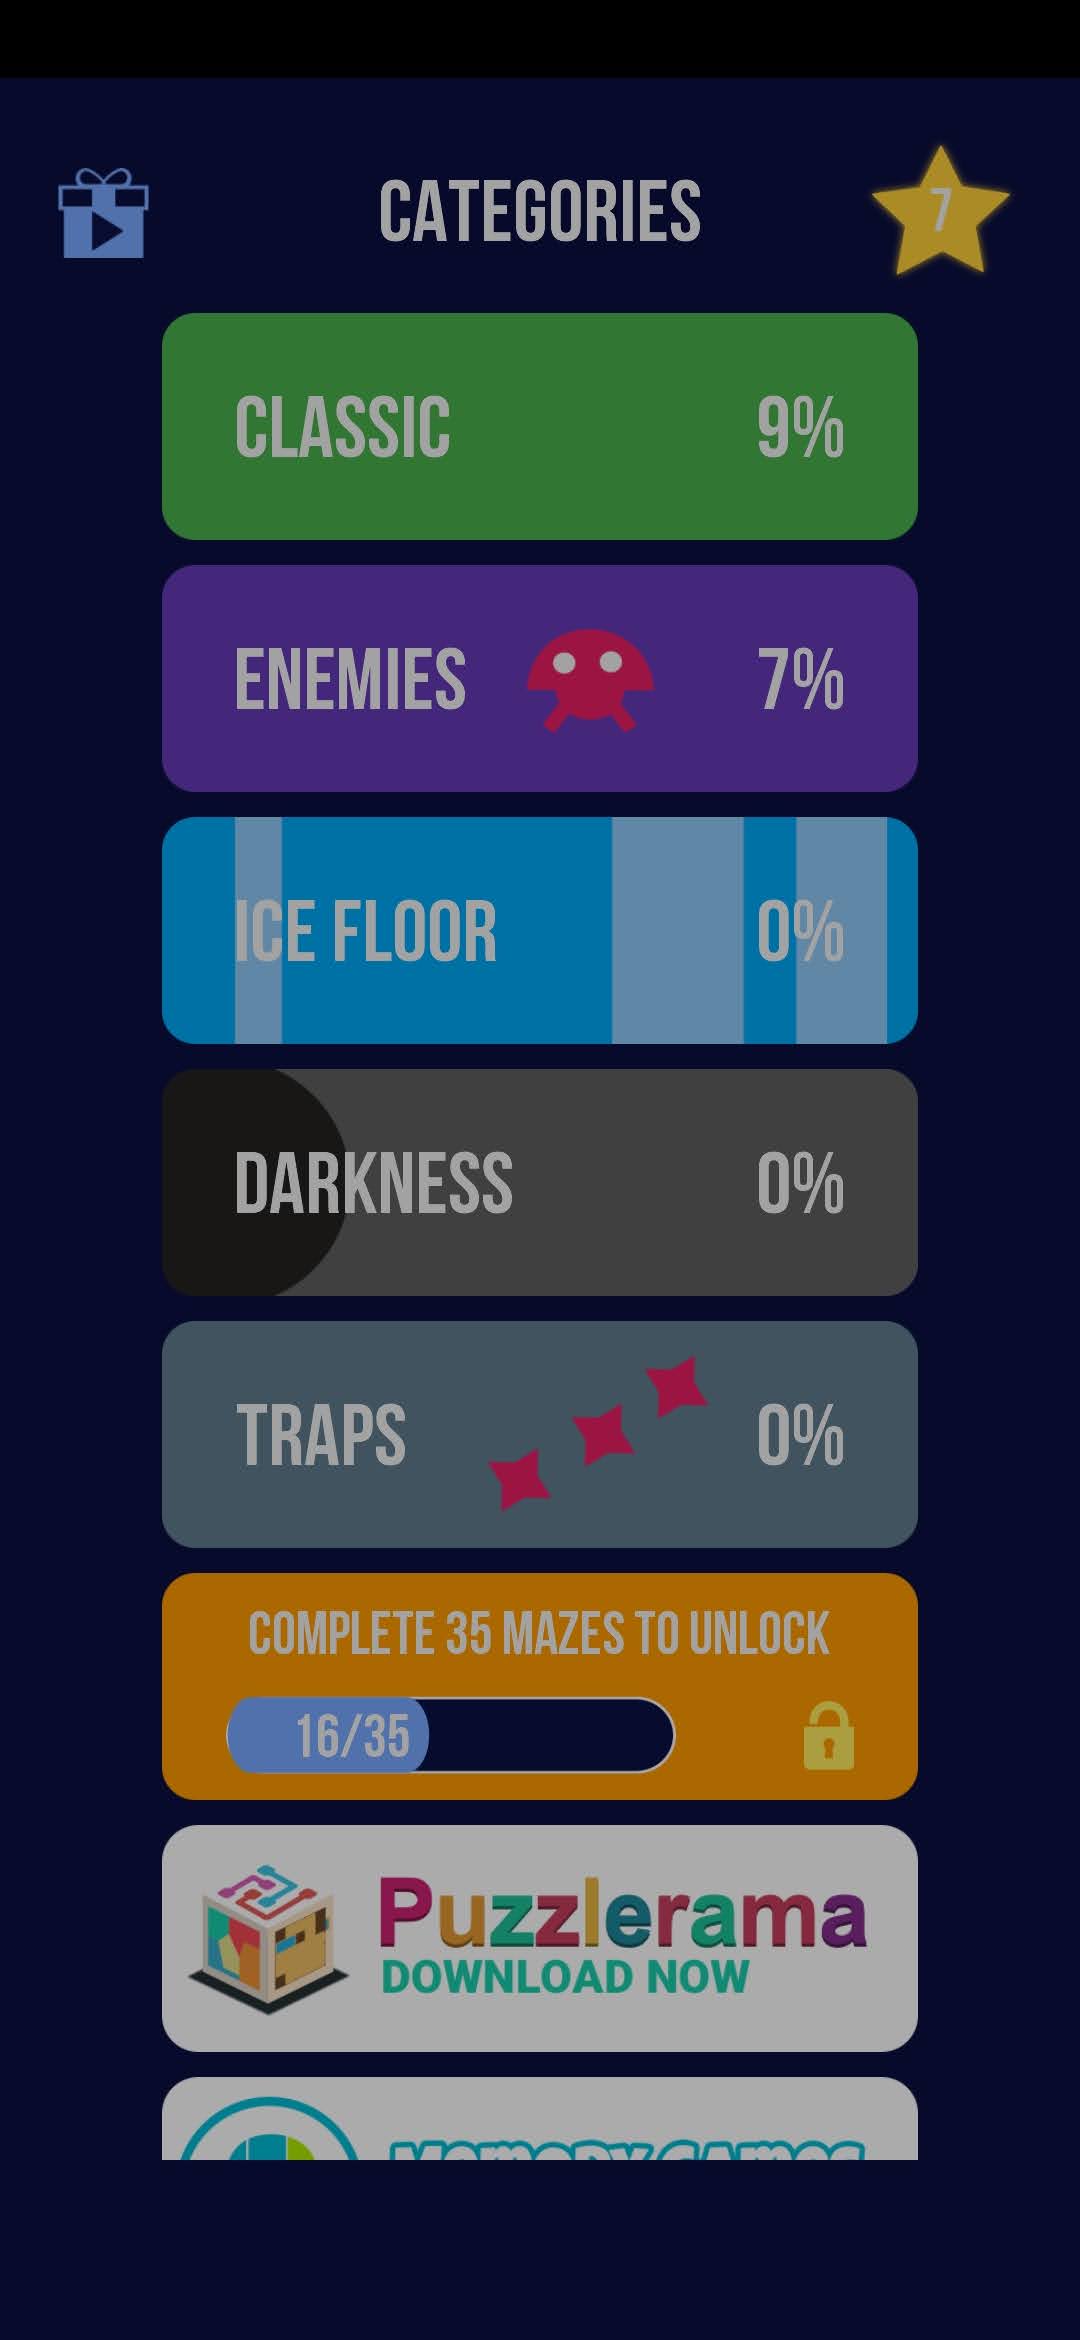 CATEGORIES
7
CLASSIC 9%
ENEMIES 7%
ICE FLOOR 0%
DARKNESS 0%
TRAPS 0%
COMPLETE 35 MAZES TO UNLOCK
16/35
Puzzlerama
DOWNLOAD NOW